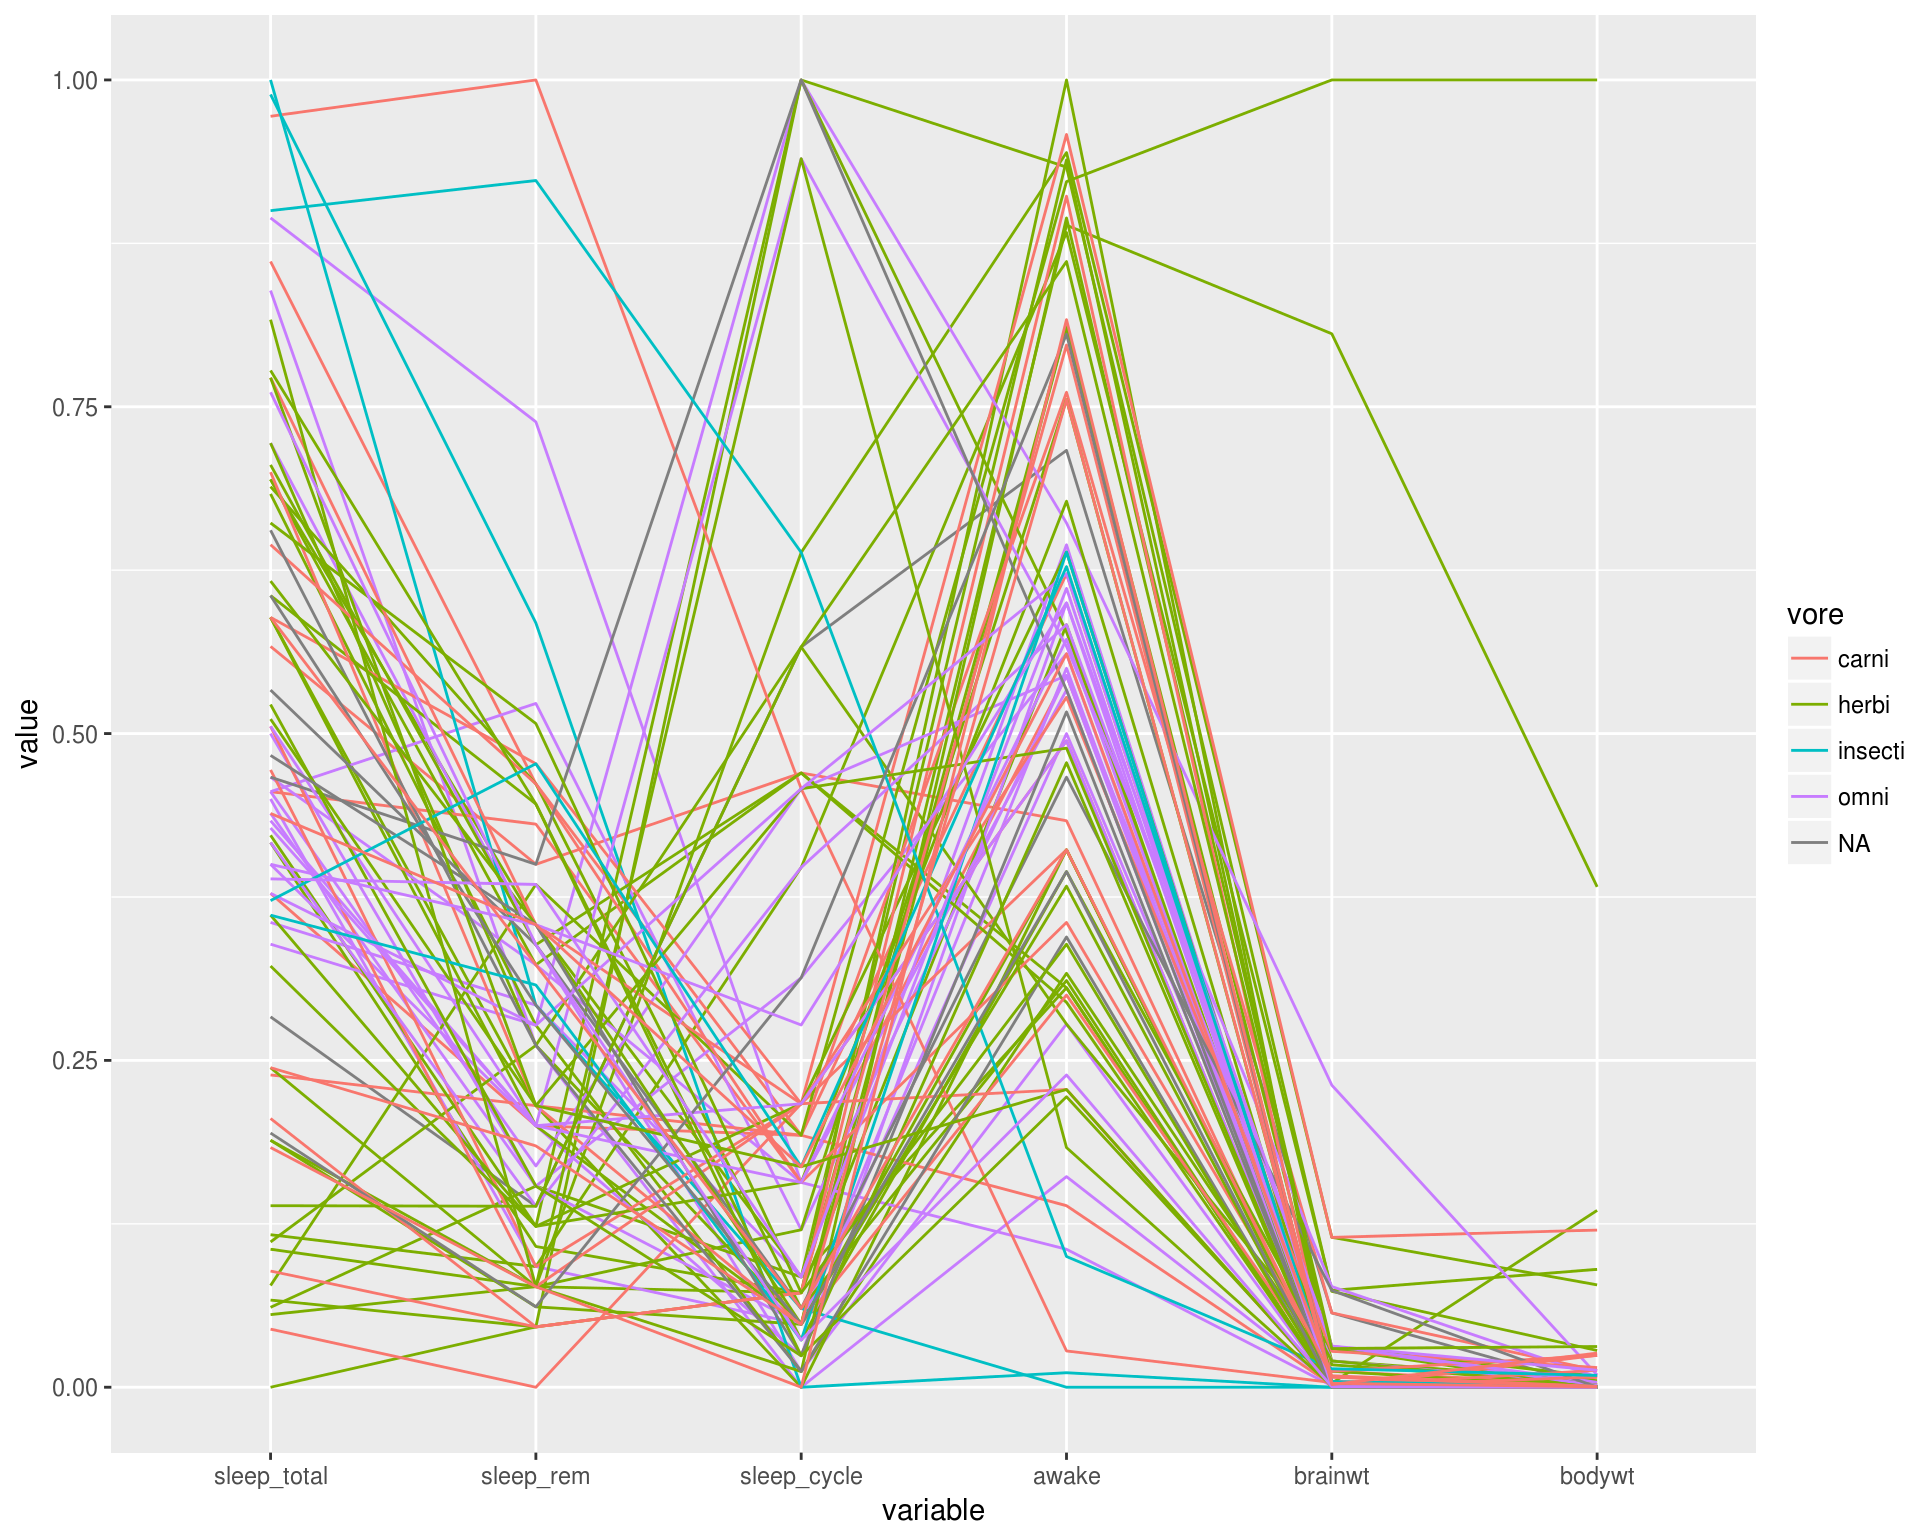 1.00
0.75
0.50
0.25
0.00
value
sleep_total
sleep_rem
sleep_cycle
awake
brainwt
bodywt
variable
vore
carni
herbi
insecti
omni
NA